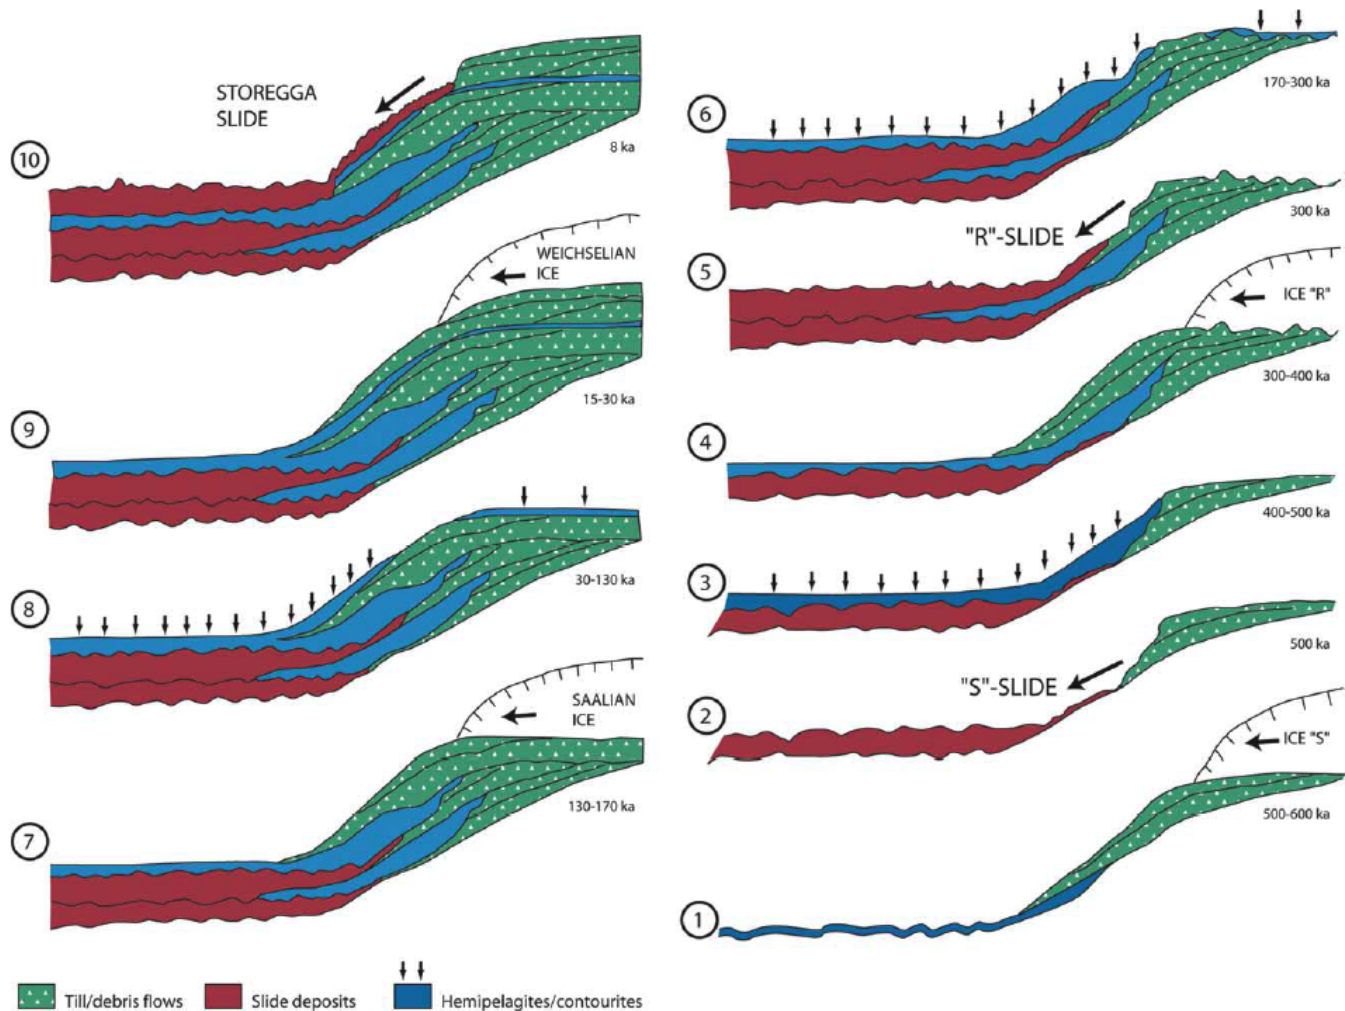 STOREGGA
SLIDE
10
8 ka
WEICHSELIAN
ICE
15-30 ka
9
30-130 ka
8
SAALIAN
ICE
130-170 ka
7
170-300 ka
6
300 ka
"R"-SLIDE
5
ICE "R"
300-400 ka
4
400-500 ka
3
500 ka
"S"-SLIDE
2
ICE "S"
500-600 ka
1
Till/debris flows
Slide deposits
Hemipelagites/contourites